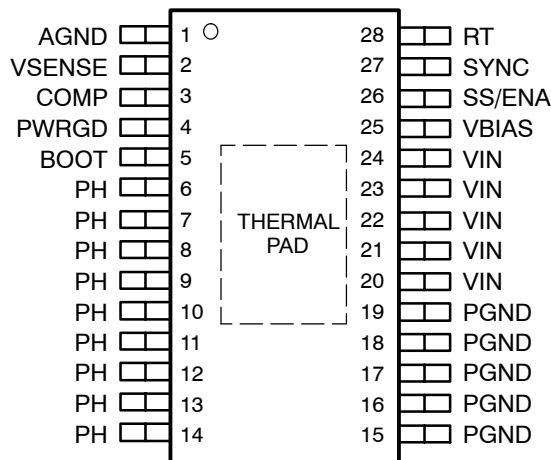 AGND 1 28 RT
VSENSE 2 27 SYNC
COMP 3 26 SS/ENA
PWRGD 4 25 VBIAS
BOOT 5 24 VIN
PH 6 23 VIN
PH 7 22 VIN
PH 8 21 VIN
PH 9 20 VIN
PH 10 19 PGND
PH 11 18 PGND
PH 12 17 PGND
PH 13 16 PGND
PH 14 15 PGND
THERMAL
PAD